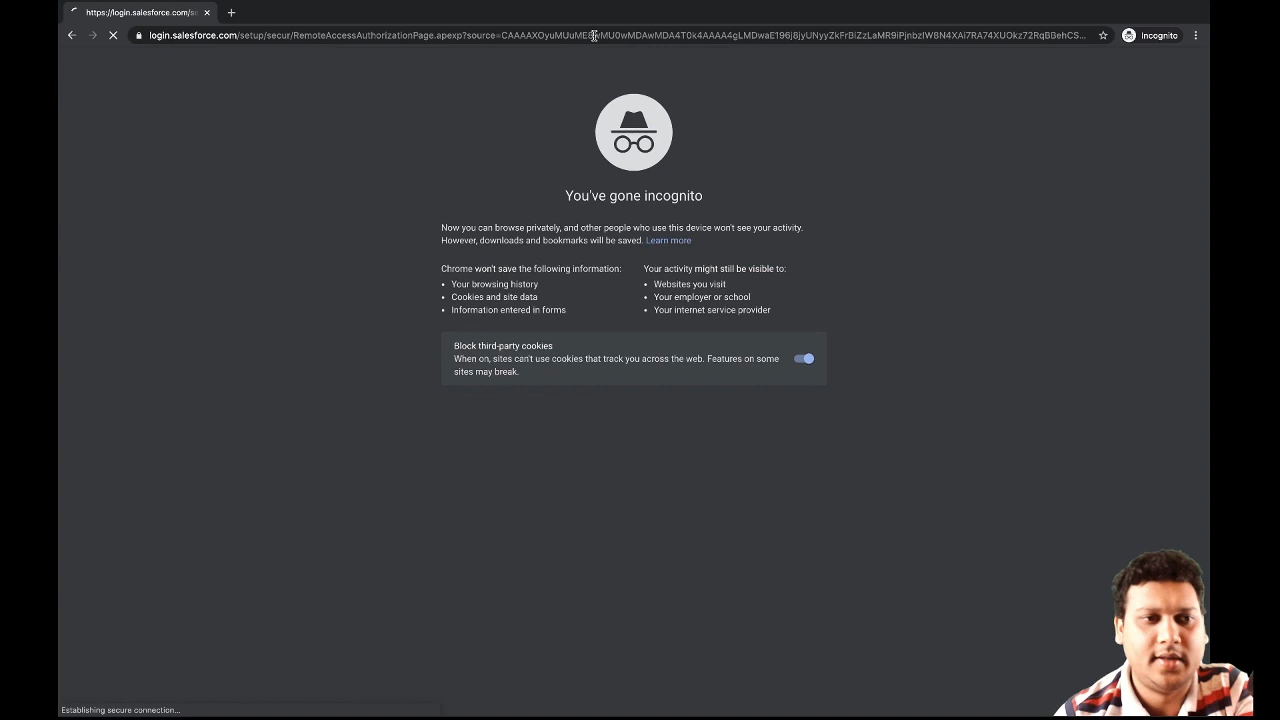 https://login.salesforce.com/se
login.salesforce.com/setup/secur/RemoteAccessAuthorizationPage.apexp?source=
Incognito
You've gone incognito
Now you can browse privately, and other people who use this device won't see your activity.
However, downloads and bookmarks will be saved. Learn more
Chrome won't save the following information:
Your browsing history
Cookies and site data
Information entered in forms
Your activity might still be visible to:
Websites you visit
Your employer or school
Your internet service provider
Block third-party cookies
When on, sites can't use cookies that track you across the web. Features on some
sites may break.
Establishing secure connection...